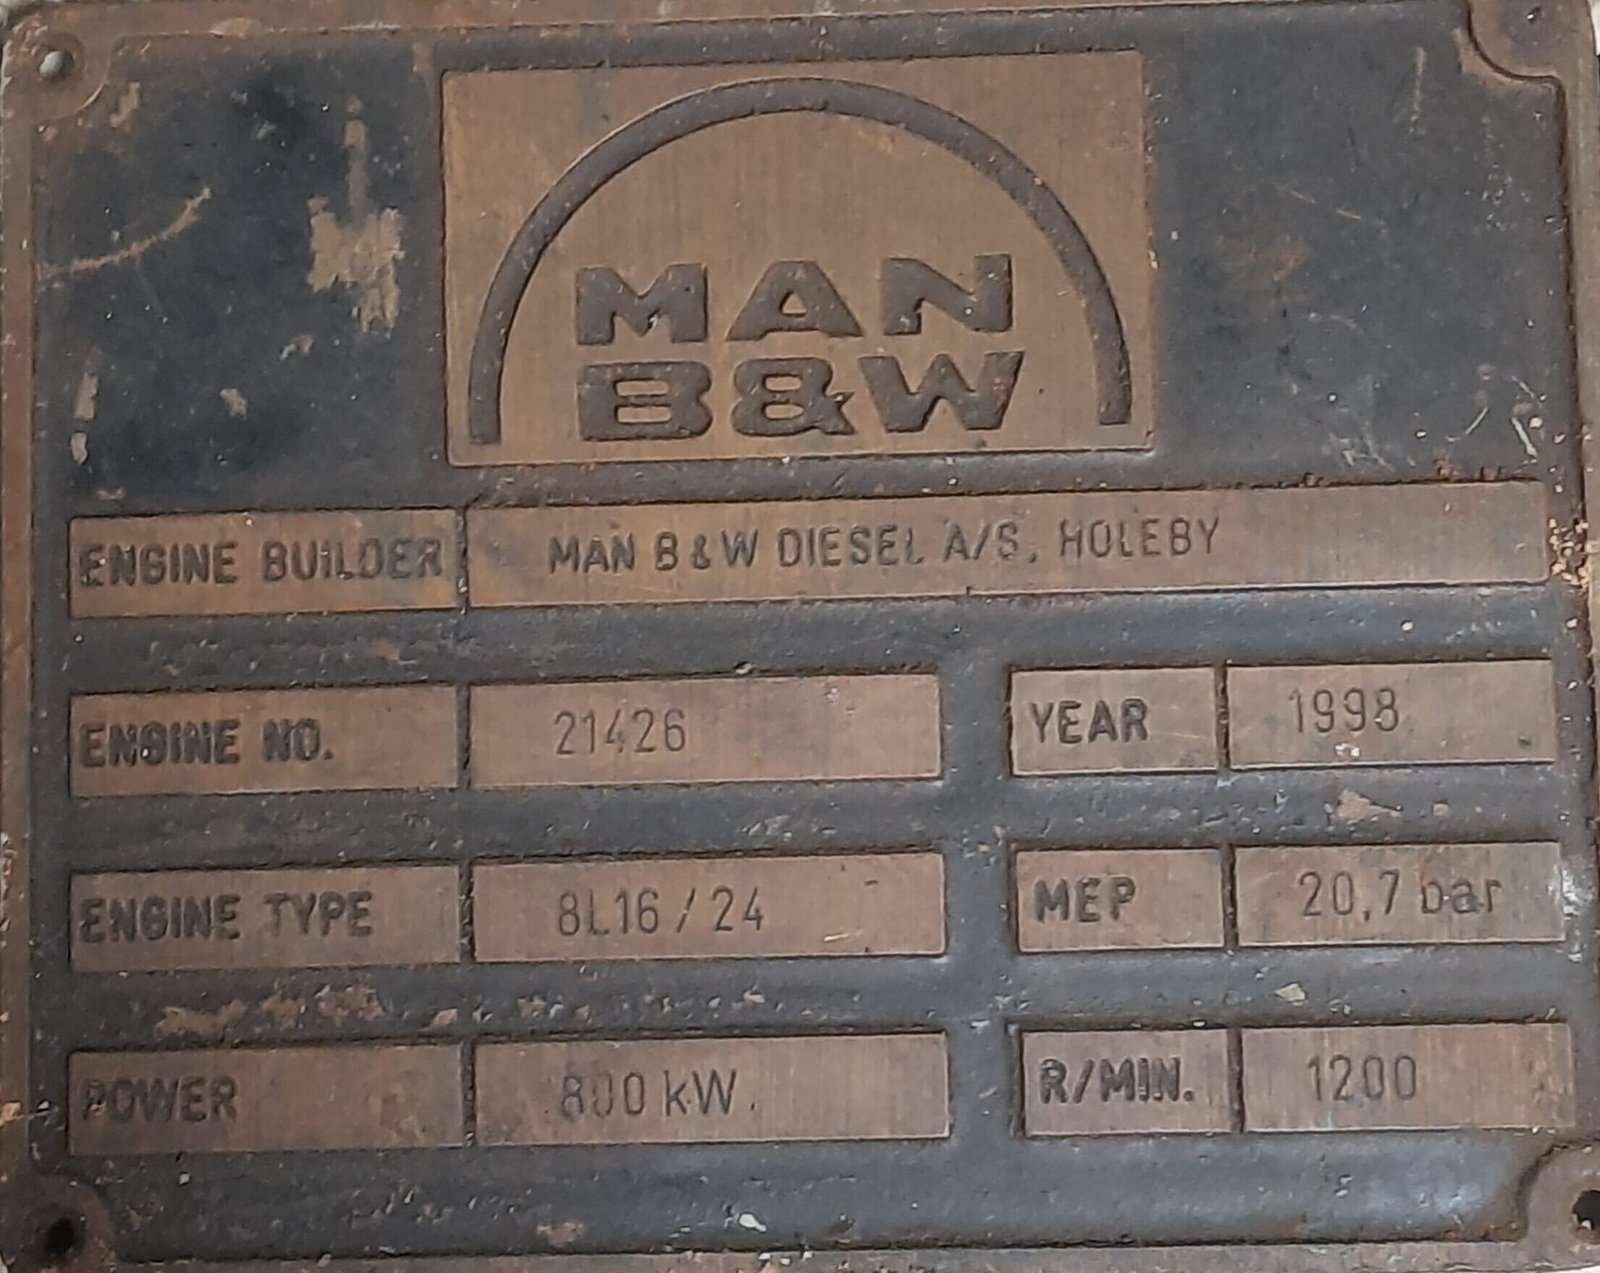 MAN
B&W
ENGINE BUILDER MAN B & W DIESEL A/S, HOLEBY
ENGINE NO. 21426 YEAR 1998
ENGINE TYPE 8L16 / 24 MEP 20,7 bar
POWER 800 kW. R/MIN. 1200